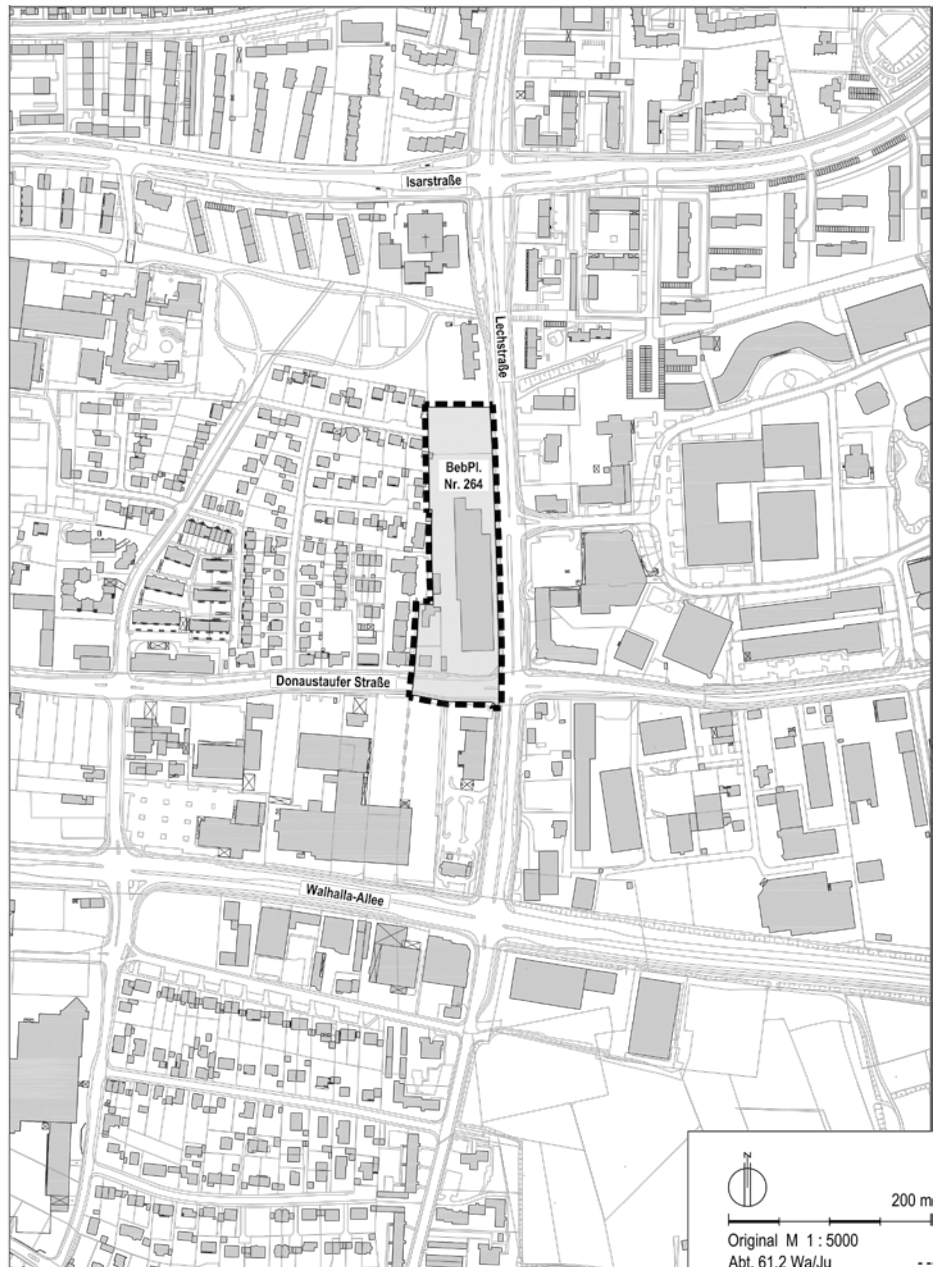 Isarstraße
Lechstraße
BebPl.
Nr. 264
Donaustaufer Straße
Walhalla-Allee
N
200 m
Original M 1 : 5000
Abt. 61.2 Wa/Ju